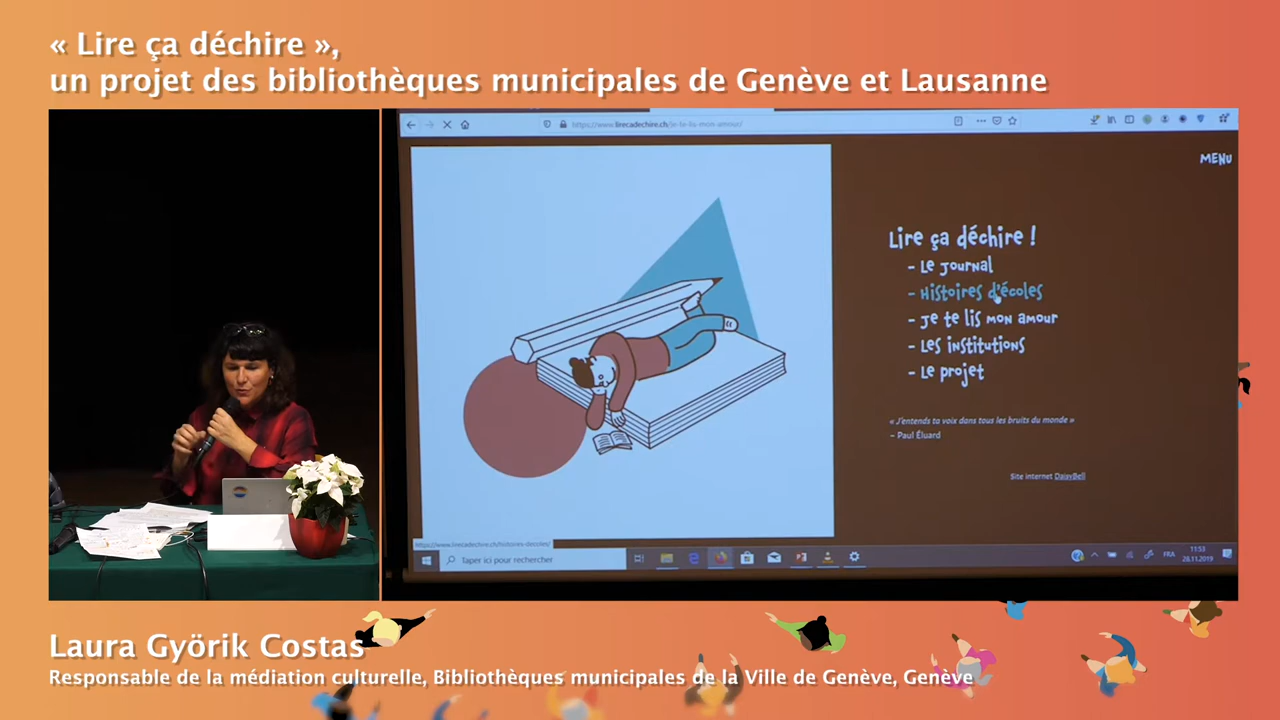 « Lire ça déchire »,
un projet des bibliothèques municipales de Genève et Lausanne
https://www.lirecadechire.ch/je-te-lis-mon-amour/
MENU
Lire ça déchire !
- Le journal
- Histoires d'écoles
- Je te lis mon amour
- Les institutions
- Le projet
« J'entends ta voix dans tous les bruits du monde »
- Paul Éluard
Site internet DaisyBell
https://www.lirecadechire.ch/histoires-decoles/
Taper ici pour rechercher
FRA
11:53
28.11.2019
Laura Györik Costas
Responsable de la médiation culturelle, Bibliothèques municipales de la Ville de Genève, Genève